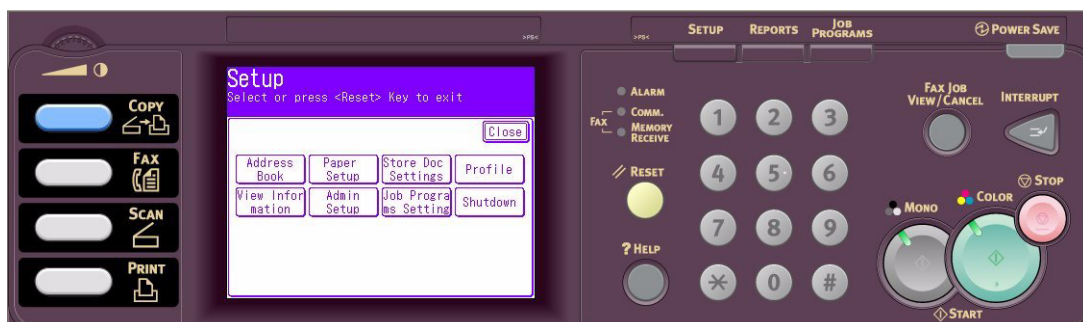 >PS<
>PS<
SETUP
REPORTS
JOB
PROGRAMS
POWER SAVE
COPY
FAX
SCAN
PRINT
Setup
Select or press <Reset> Key to exit
Close
Address
Book
Paper
Setup
Store Doc
Settings
Profile
View Infor
mation
Admin
Setup
Job Progra
ms Setting
Shutdown
ALARM
FAX
COMM.
MEMORY
RECEIVE
RESET
? HELP
1
2
3
4
5
6
7
8
9
*
0
#
FAX JOB
VIEW/CANCEL
INTERRUPT
STOP
MONO
COLOR
START